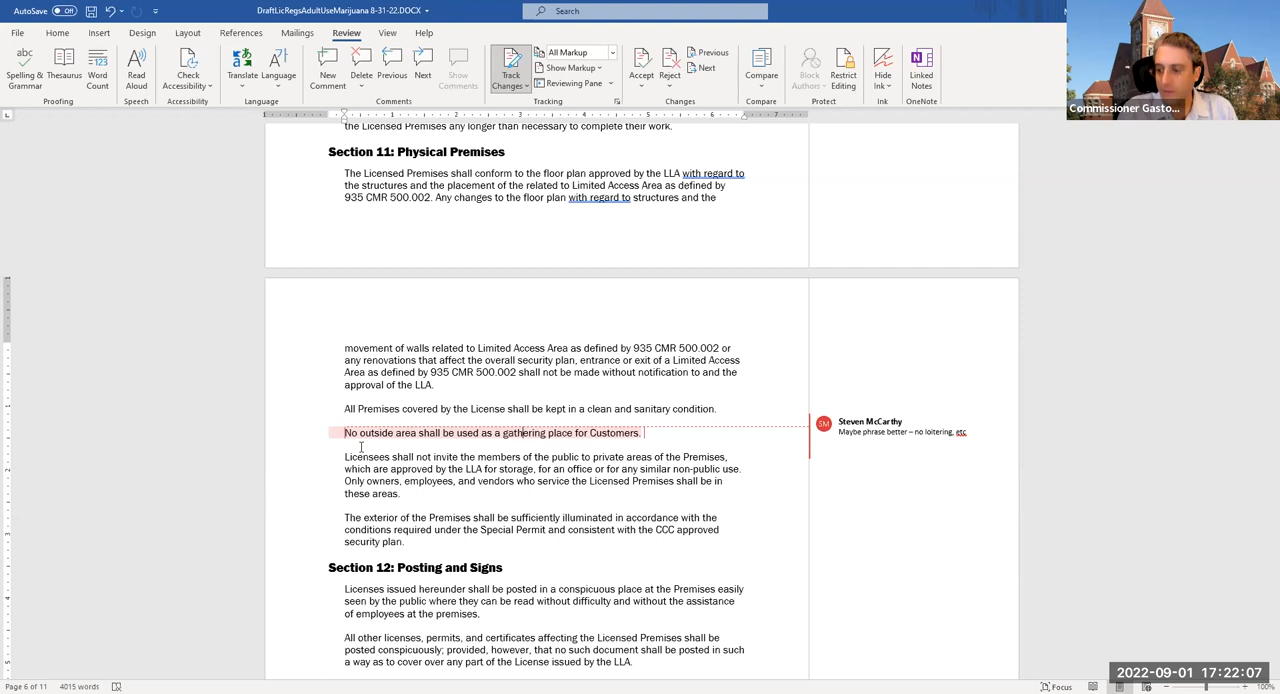 AutoSave Off
DraftLicRegsAdultUseMarijuana 8-31-22.DOCX
Search
File Home Insert Draw Design Layout References Mailings Review View Help
abc
Spelling & Grammar
Thesaurus
Word Count
123
Proofing
Read Aloud
Speech
Check Accessibility
Accessibility
Translate
Language
Language
New Comment
Delete
Previous
Next
Show Comments
Comments
Track Changes
All Markup
Show Markup
Reviewing Pane
Tracking
Accept
Reject
Previous
Next
Changes
Compare
Compare
Block Authors
Restrict Editing
Protect
Hide Ink
Ink
Linked Notes
OneNote
Commissioner Gasto...
the Licensed Premises any longer than necessary to complete their work.
Section 11: Physical Premises
The Licensed Premises shall conform to the floor plan approved by the LLA with regard to
the structures and the placement of the related to Limited Access Area as defined by
935 CMR 500.002. Any changes to the floor plan with regard to structures and the
movement of walls related to Limited Access Area as defined by 935 CMR 500.002 or
any renovations that affect the overall security plan, entrance or exit of a Limited Access
Area as defined by 935 CMR 500.002 shall not be made without notification to and the
approval of the LLA.
All Premises covered by the License shall be kept in a clean and sanitary condition.
No outside area shall be used as a gathering place for Customers.
SM
Steven McCarthy
Maybe phrase better – no loitering, etc
Licensees shall not invite the members of the public to private areas of the Premises,
which are approved by the LLA for storage, for an office or for any similar non-public use.
Only owners, employees, and vendors who service the Licensed Premises shall be in
these areas.
The exterior of the Premises shall be sufficiently illuminated in accordance with the
conditions required under the Special Permit and consistent with the CCC approved
security plan.
Section 12: Posting and Signs
Licenses issued hereunder shall be posted in a conspicuous place at the Premises easily
seen by the public where they can be read without difficulty and without the assistance
of employees at the premises.
All other licenses, permits, and certificates affecting the Licensed Premises shall be
posted conspicuously; provided, however, that no such document shall be posted in such
a way as to cover over any part of the License issued by the LLA.
2022-09-01 17:22:07
Page 6 of 11 4015 words
Focus
100%